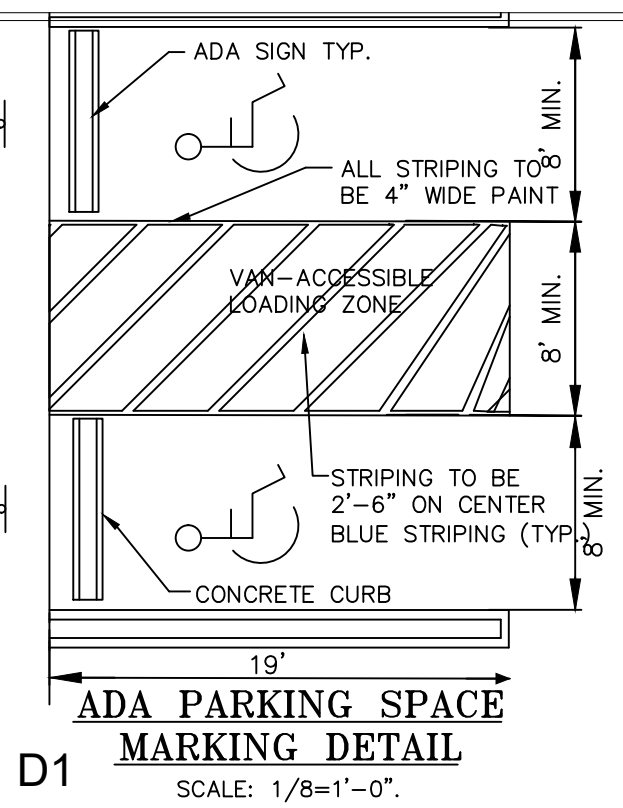 ADA SIGN TYP.
8' MIN.
ALL STRIPING TO
BE 4" WIDE PAINT
VAN-ACCESSIBLE
LOADING ZONE
8' MIN.
STRIPING TO BE
2'-6" ON CENTER
BLUE STRIPING (TYP.)
8' MIN.
CONCRETE CURB
19'
ADA PARKING SPACE
MARKING DETAIL
D1
SCALE: 1/8=1'-0".